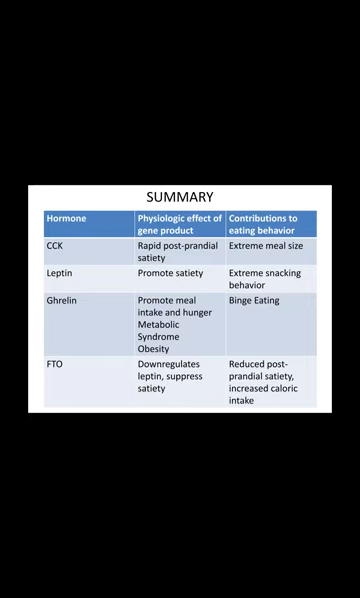 SUMMARY
Hormone
Physiologic effect of
gene product
Contributions to
eating behavior
CCK
Rapid post-prandial
satiety
Extreme meal size
Leptin
Promote satiety
Extreme snacking
behavior
Ghrelin
Promote meal
intake and hunger
Metabolic
Syndrome
Obesity
Binge Eating
FTO
Downregulates
leptin, suppress
satiety
Reduced post-
prandial satiety,
increased caloric
intake